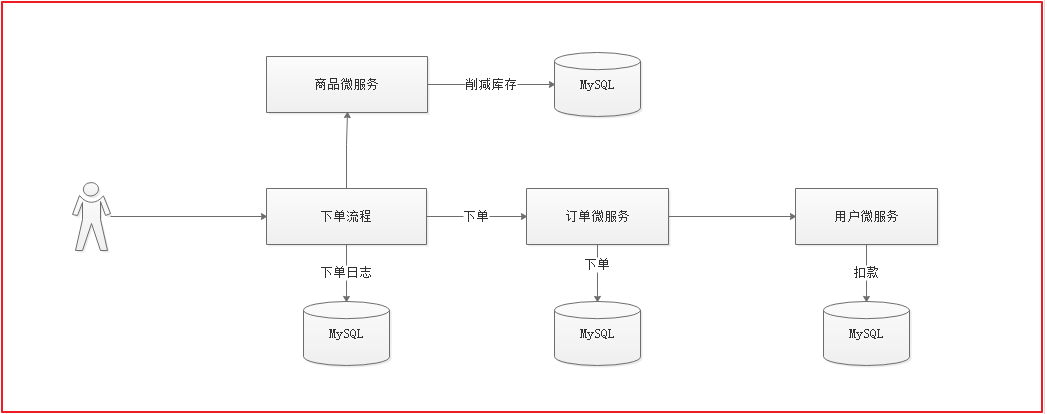 商品微服务
削减库存
MySQL
下单流程
下单
订单微服务
用户微服务
下单日志
下单
扣款
MySQL
MySQL
MySQL